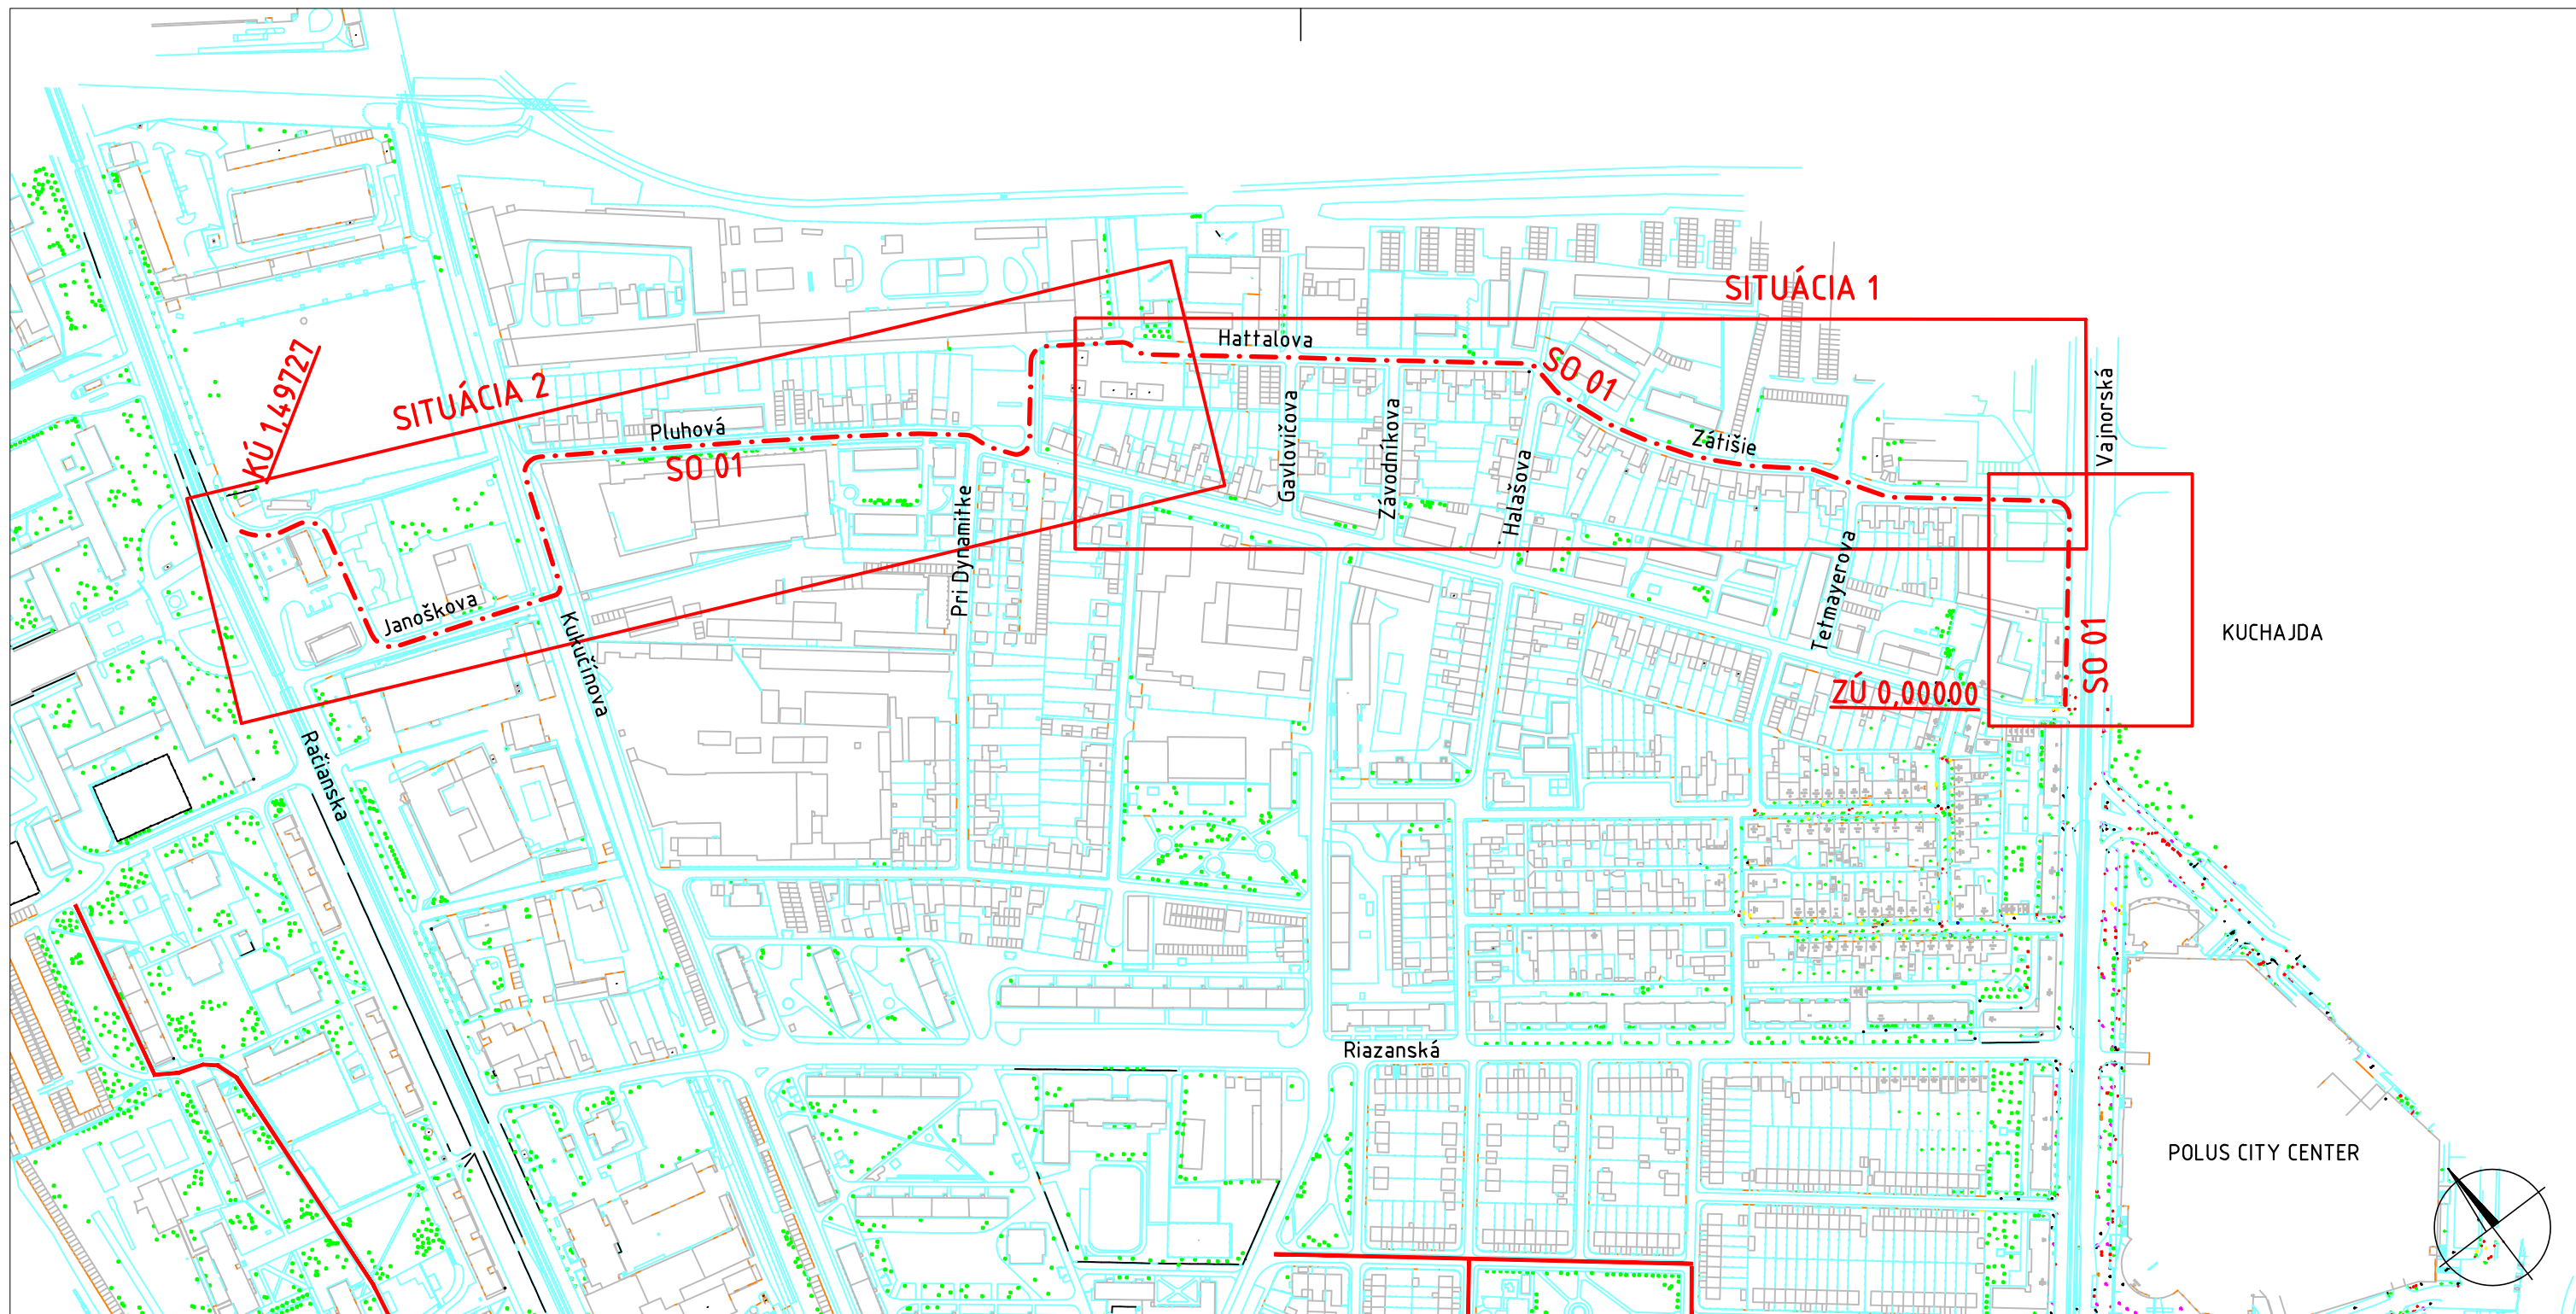 SITUÁCIA 1
Hattalova
SO 01
KÚ 1,49727
SITUÁCIA 2
Pluhová
SO 01
Gavlovičova
Závodníkova
Halašova
Zátišie
Vajnorská
Pri Dynamitke
Tetmayerova
Janoškova
Kukučínova
SO 01
KUCHAJDA
ZÚ 0,00000
Račianska
Riazanská
POLUS CITY CENTER